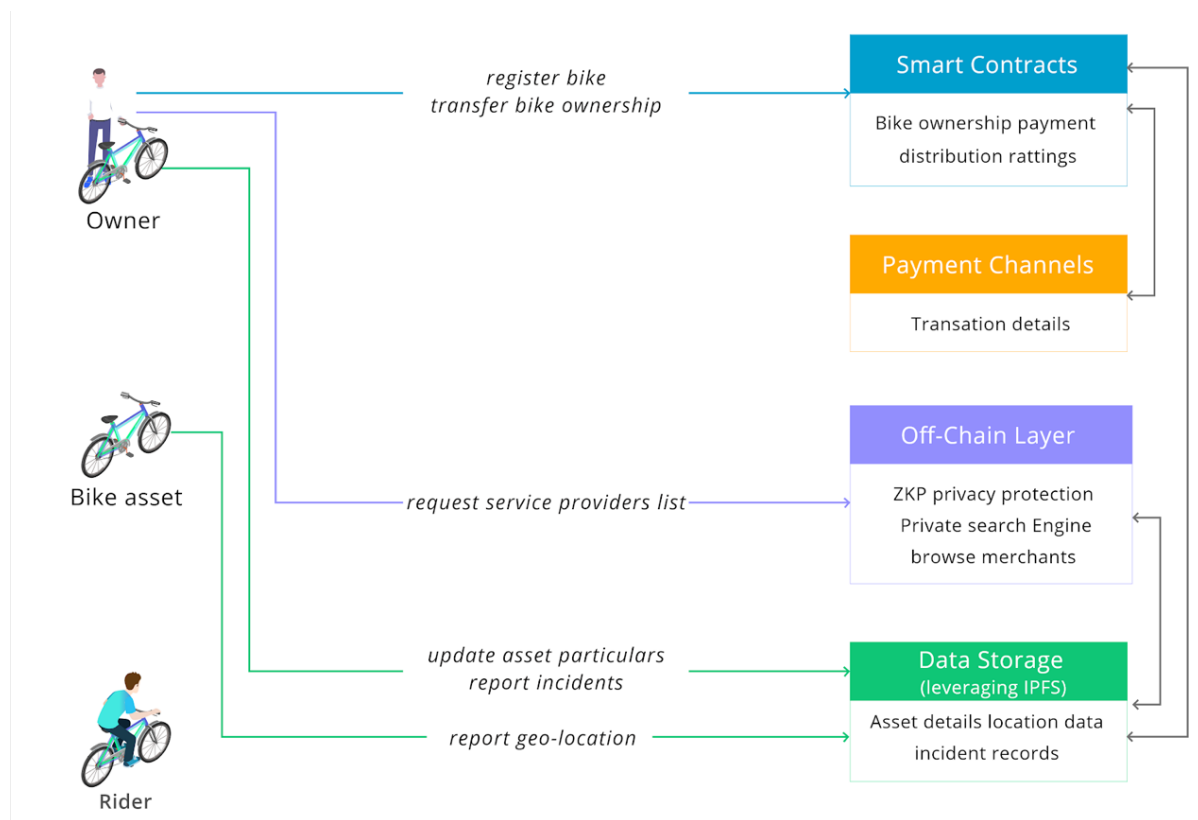 register bike
transfer bike ownership
Owner
Smart Contracts
Bike ownership payment
distribution rattings
Payment Channels
Transation details
Bike asset
request service providers list
Off-Chain Layer
ZKP privacy protection
Private search Engine
browse merchants
update asset particulars
report incidents
report geo-location
Data Storage
(leveraging IPFS)
Asset details location data
incident records
Rider